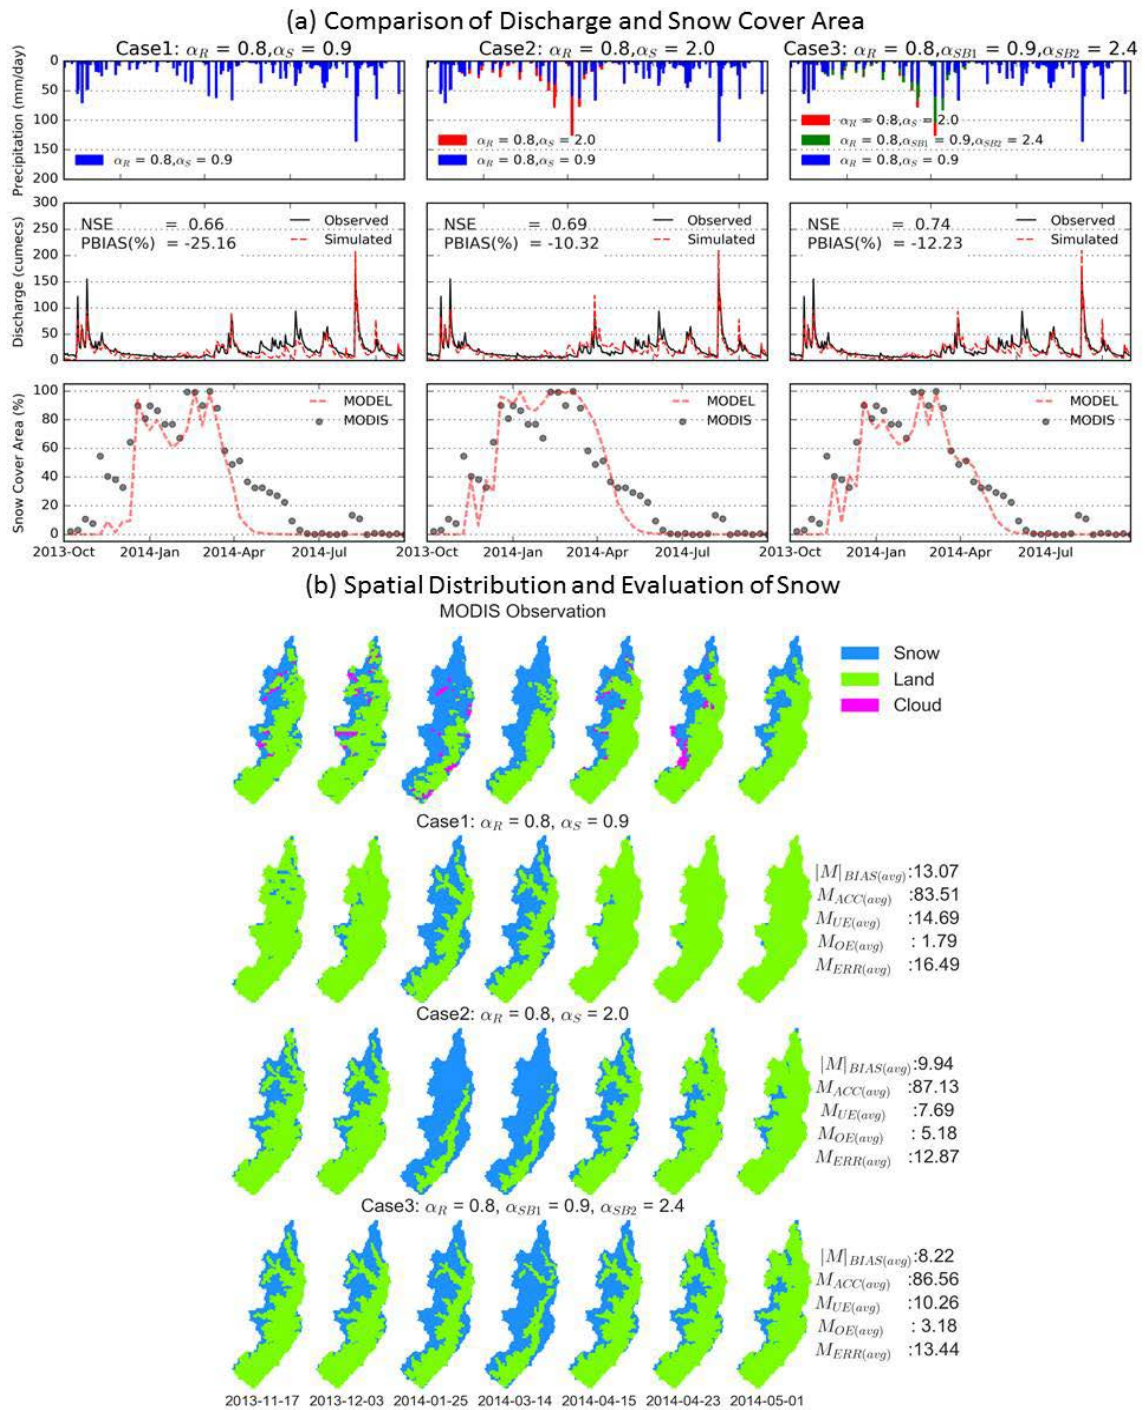 (a) Comparison of Discharge and Snow Cover Area
Case1: αR = 0.8,αS = 0.9
Case2: αR = 0.8,αS = 2.0
Case3: αR = 0.8,αSB1 = 0.9,αSB2 = 2.4
Precipitation (mm/day)
0
50
100
150
200
αR = 0.8,αS = 0.9
αR = 0.8,αS = 2.0
αR = 0.8,αS = 0.9
αR = 0.8,αS = 2.0
αR = 0.8,αSB1 = 0.9,αSB2 = 2.4
αR = 0.8,αS = 0.9
Discharge (cumecs)
300
250
200
150
100
50
0
NSE = 0.66
PBIAS(%) = -25.16
Observed
Simulated
NSE = 0.69
PBIAS(%) = -10.32
Observed
Simulated
NSE = 0.74
PBIAS(%) = -12.23
Observed
Simulated
Snow Cover Area (%)
100
80
60
40
20
0
MODEL
MODIS
MODEL
MODIS
MODEL
MODIS
2013-Oct 2014-Jan 2014-Apr 2014-Jul 2013-Oct 2014-Jan 2014-Apr 2014-Jul 2013-Oct 2014-Jan 2014-Apr 2014-Jul
(b) Spatial Distribution and Evaluation of Snow
MODIS Observation
Snow
Land
Cloud
Case1: αR = 0.8, αS = 0.9
|M|BIAS(avg):13.07
MACC(avg) :83.51
MUE(avg) :14.69
MOE(avg) : 1.79
MERR(avg) :16.49
Case2: αR = 0.8, αS = 2.0
|M|BIAS(avg):9.94
MACC(avg) :87.13
MUE(avg) :7.69
MOE(avg) : 5.18
MERR(avg) :12.87
Case3: αR = 0.8, αSB1 = 0.9, αSB2 = 2.4
|M|BIAS(avg):8.22
MACC(avg) :86.56
MUE(avg) :10.26
MOE(avg) : 3.18
MERR(avg) :13.44
2013-11-17 2013-12-03 2014-01-25 2014-03-14 2014-04-15 2014-04-23 2014-05-01